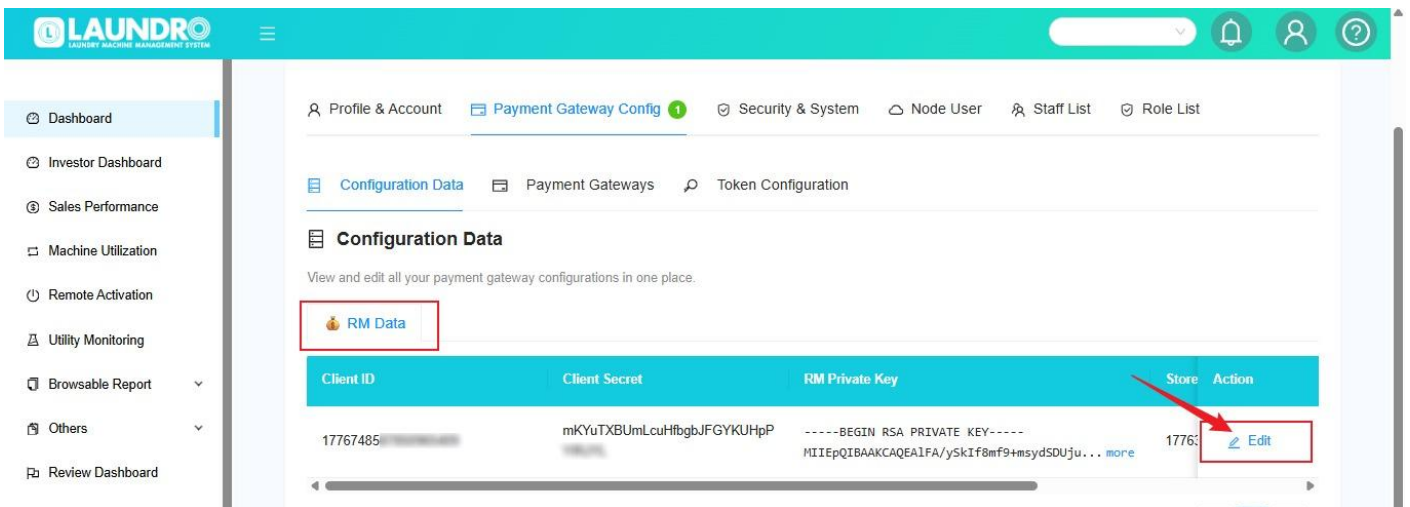 LAUNDRO
LAUNDRY MACHINE MANAGEMENT SYSTEM
Dashboard
Investor Dashboard
Sales Performance
Machine Utilization
Remote Activation
Utility Monitoring
Browsable Report
Others
Review Dashboard
Profile & Account
Payment Gateway Config 1
Security & System
Node User
Staff List
Role List
Configuration Data
Payment Gateways
Token Configuration
Configuration Data
View and edit all your payment gateway configurations in one place.
RM Data
Client ID
Client Secret
RM Private Key
Store
Action
17767485
mKYuTXBUmLcuHfbgbJFGYKUHpP
-----BEGIN RSA PRIVATE KEY-----
MIIEpQIBAAKCAQEAlFA/ySkIf8mf9+msydSDUju... more
1776
Edit